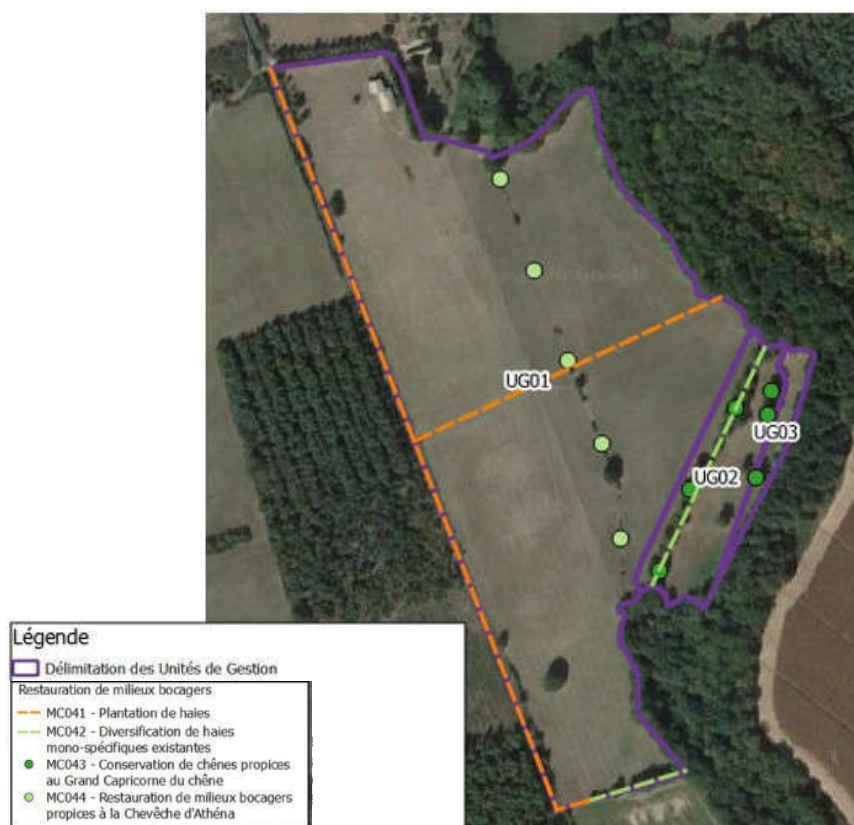 UG01
UG03
UG02
Légende
Délimitation des Unités de Gestion
Restauration de milieux bocagers
MC041 - Plantation de haies
MC042 - Diversification de haies
mono-spécifiques existantes
MC043 - Conservation de chênes propices
au Grand Capricorne du chêne
MC044 - Restauration de milieux bocagers
propices à la Chevêche d'Athéna